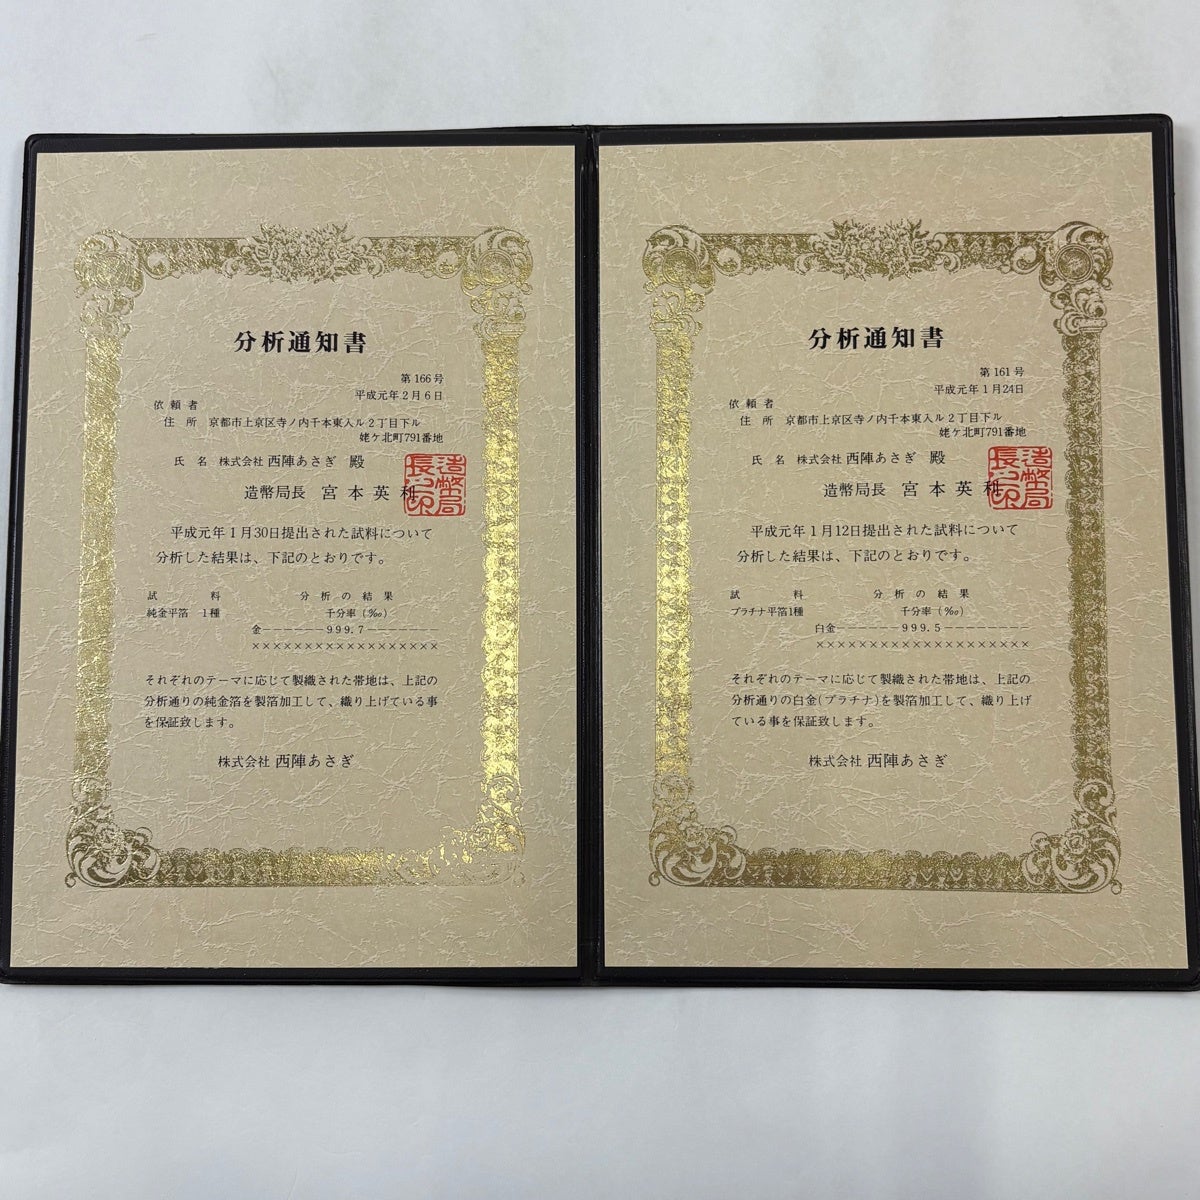 分析通知書
第166号
平成元年2月6日
依頼者
住所 京都市上京区寺ノ内千本東入ル2丁目下ル
姥ケ北町791番地
氏名 株式会社 西陣あさぎ 殿
造幣局長 宮本英利
造幣局長之印
平成元年1月30日提出された試料について
分析した結果は、下記のとおりです。
試料 分析の結果
純金平箔 1種 千分率(‰)
金――――――999.7――――――――
××××××××××××××××××
それぞれのテーマに応じて製織された帯地は、上記の
分析通りの純金箔を製箔加工して、織り上げている事
を保証致します。
株式会社 西陣あさぎ
分析通知書
第161号
平成元年1月24日
依頼者
住所 京都市上京区寺ノ内千本東入ル2丁目下ル
姥ケ北町791番地
氏名 株式会社 西陣あさぎ 殿
造幣局長 宮本英利
造幣局長之印
平成元年1月12日提出された試料について
分析した結果は、下記のとおりです。
試料 分析の結果
プラチナ平箔1種 千分率(‰)
白金――――――999.5――――――――
××××××××××××××××××
それぞれのテーマに応じて製織された帯地は、上記の
分析通りの白金(プラチナ)を製箔加工して、織り上げ
ている事を保証致します。
株式会社 西陣あさぎ